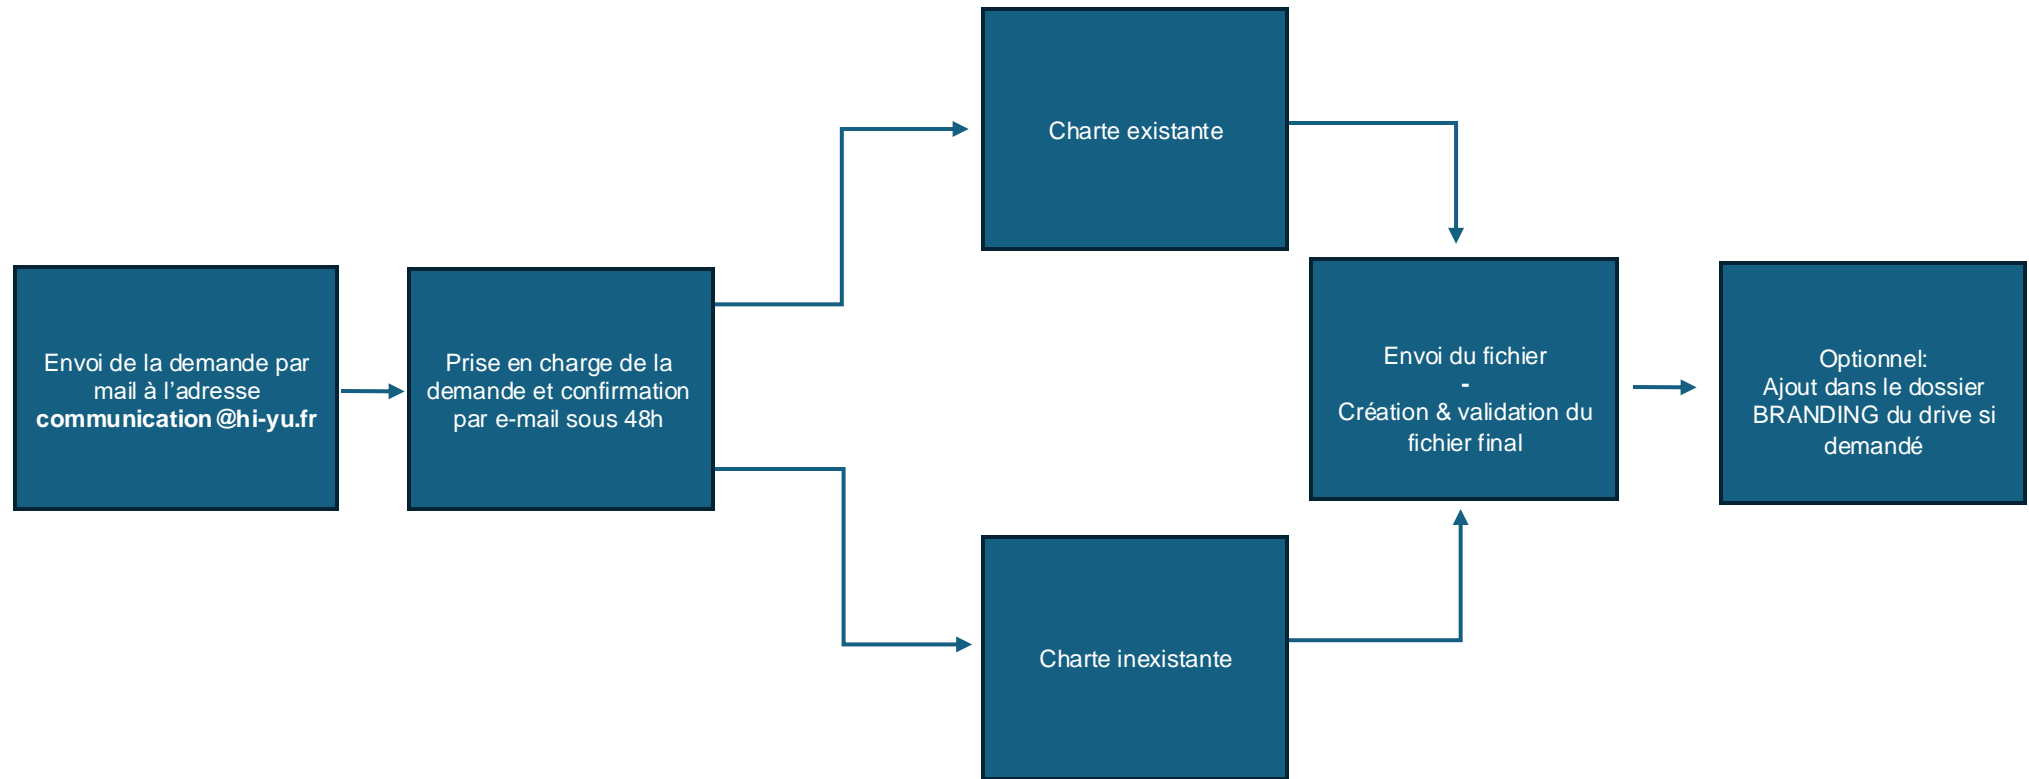 Envoi de la demande par
mail à l’adresse
communication@hi-yu.fr
Prise en charge de la
demande et confirmation
par e-mail sous 48h
Charte existante
Charte inexistante
Envoi du fichier
-
Création & validation du
fichier final
Optionnel:
Ajout dans le dossier
BRANDING du drive si
demandé